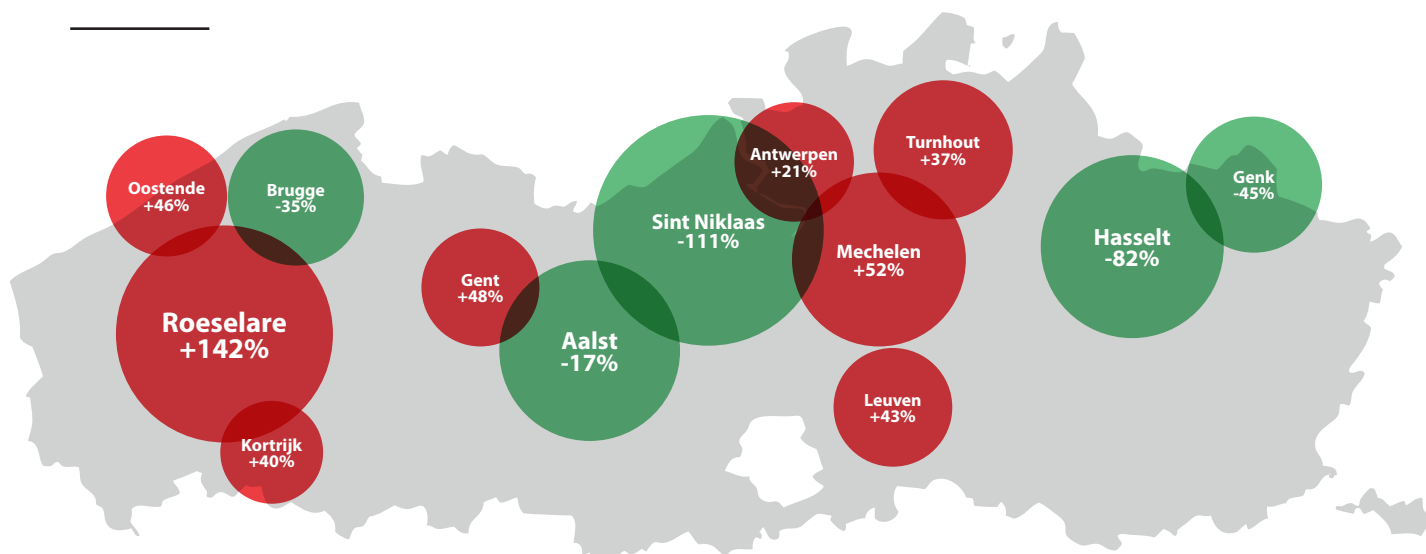 Oostende
+46%
Brugge
-35%
Roeselare
+142%
Kortrijk
+40%
Gent
+48%
Aalst
-17%
Sint Niklaas
-111%
Antwerpen
+21%
Turnhout
+37%
Mechelen
+52%
Leuven
+43%
Hasselt
-82%
Genk
-45%